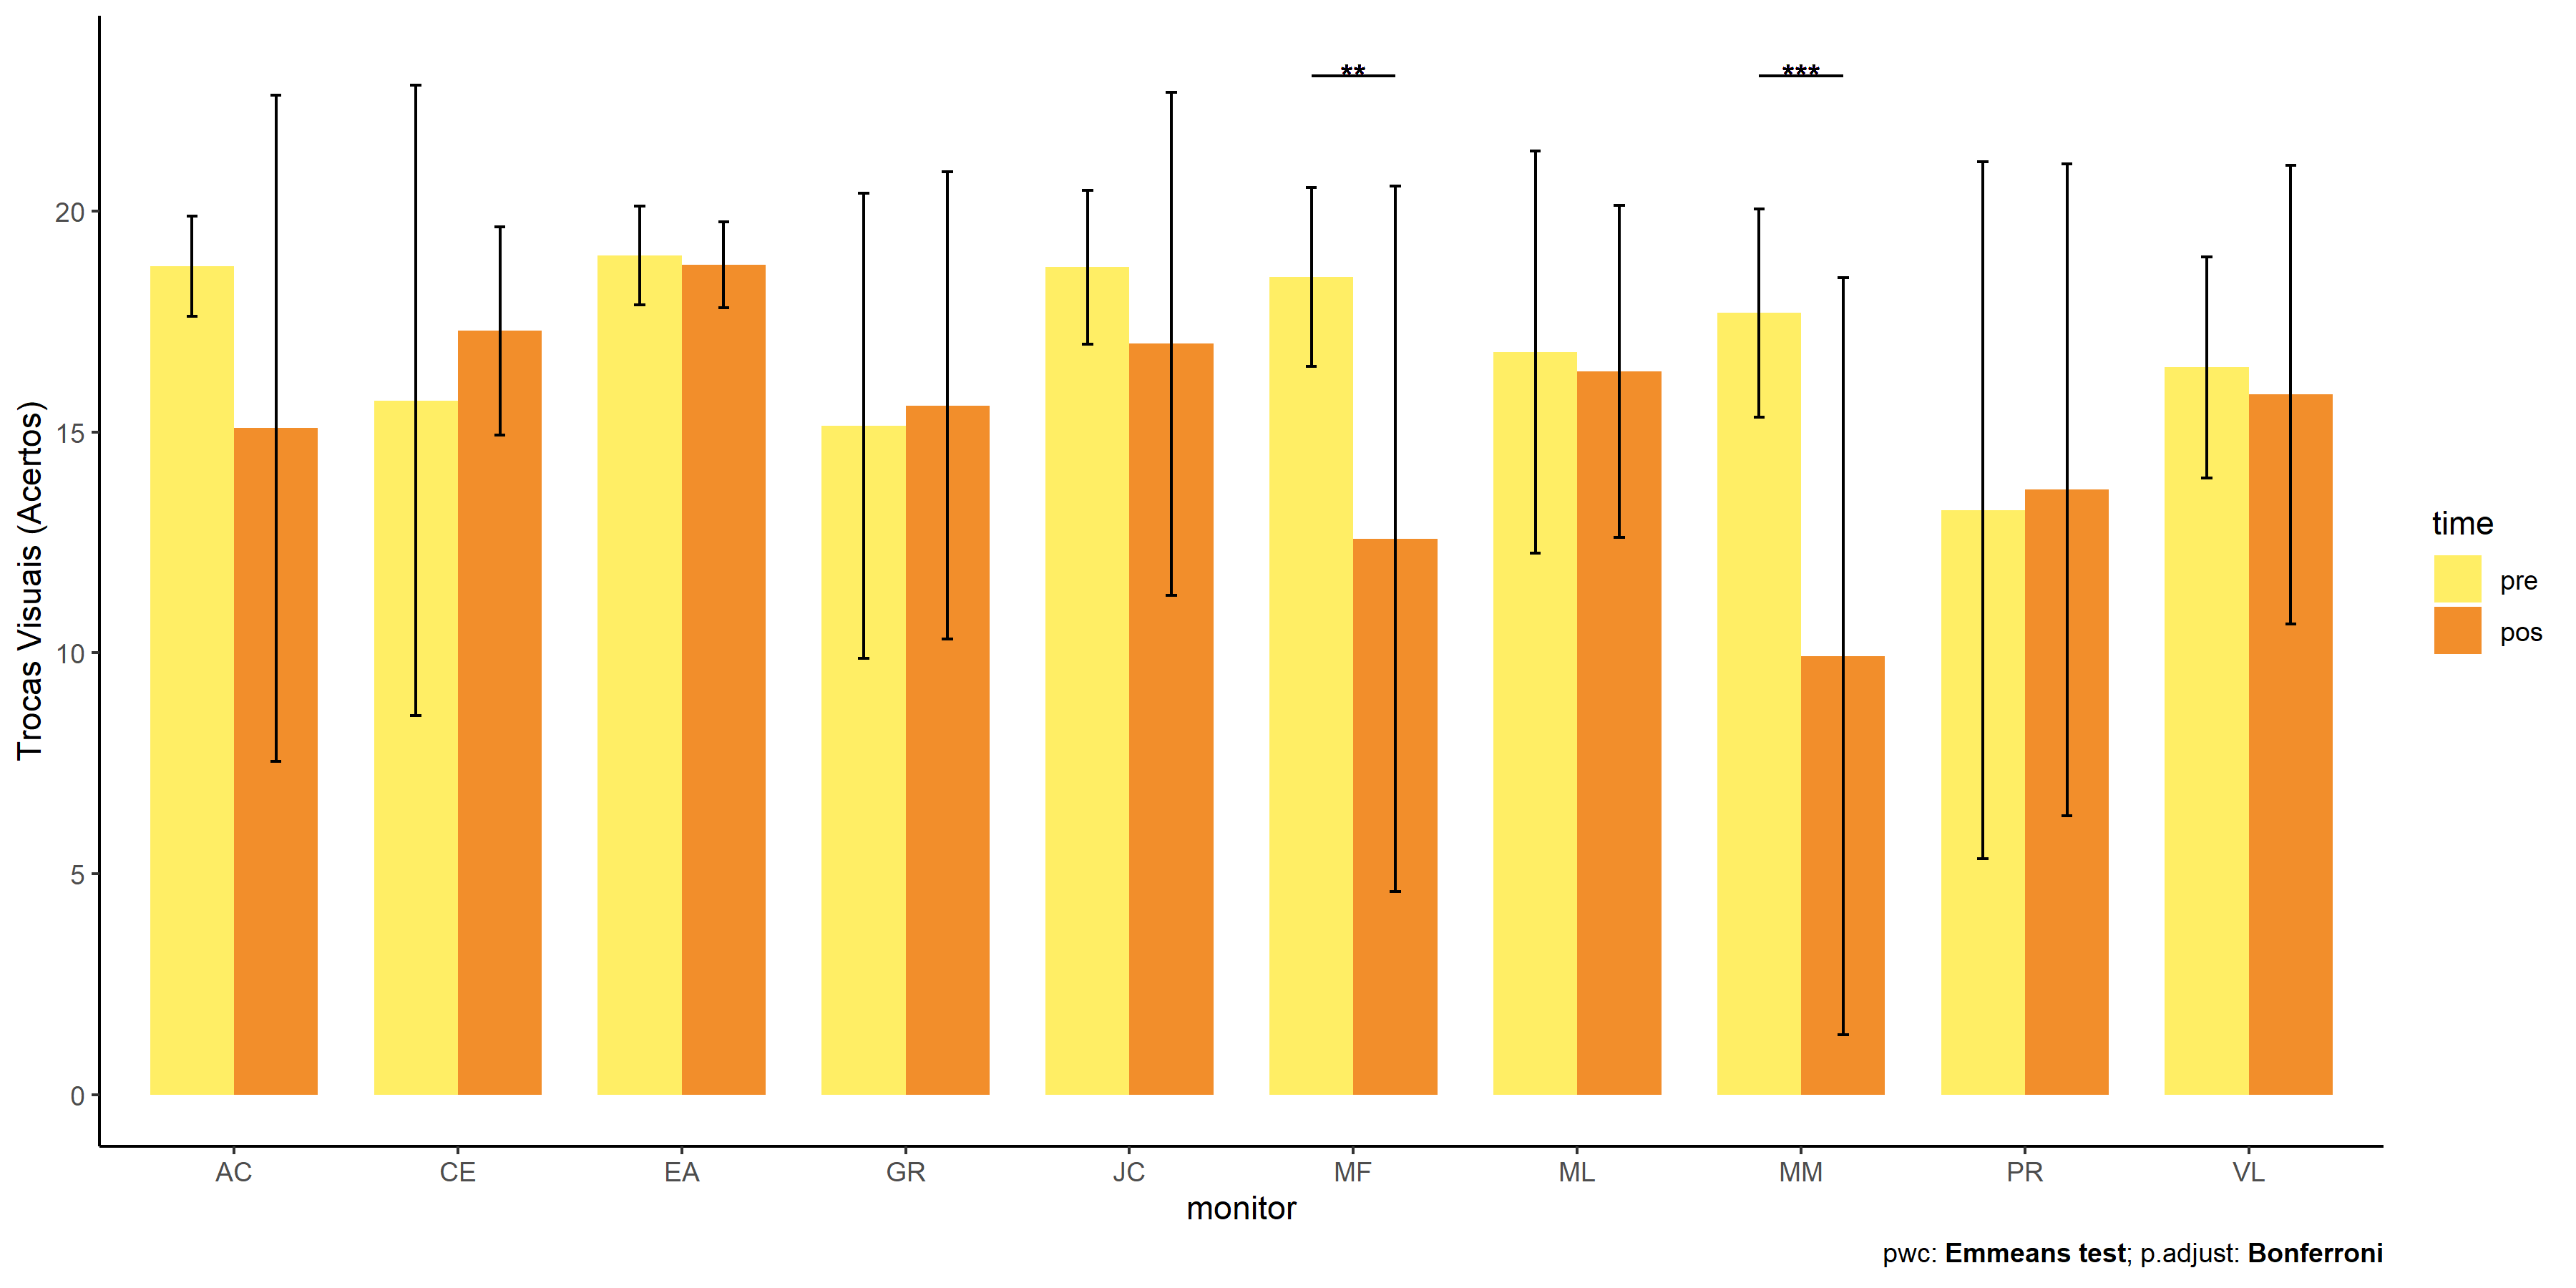 ** ***
Trocas Visuais (Acertos)
20
15
10
5
0
AC CE EA GR JC MF ML MM PR VL
monitor
time
pre
pos
pwc: Emmeans test; p.adjust: Bonferroni